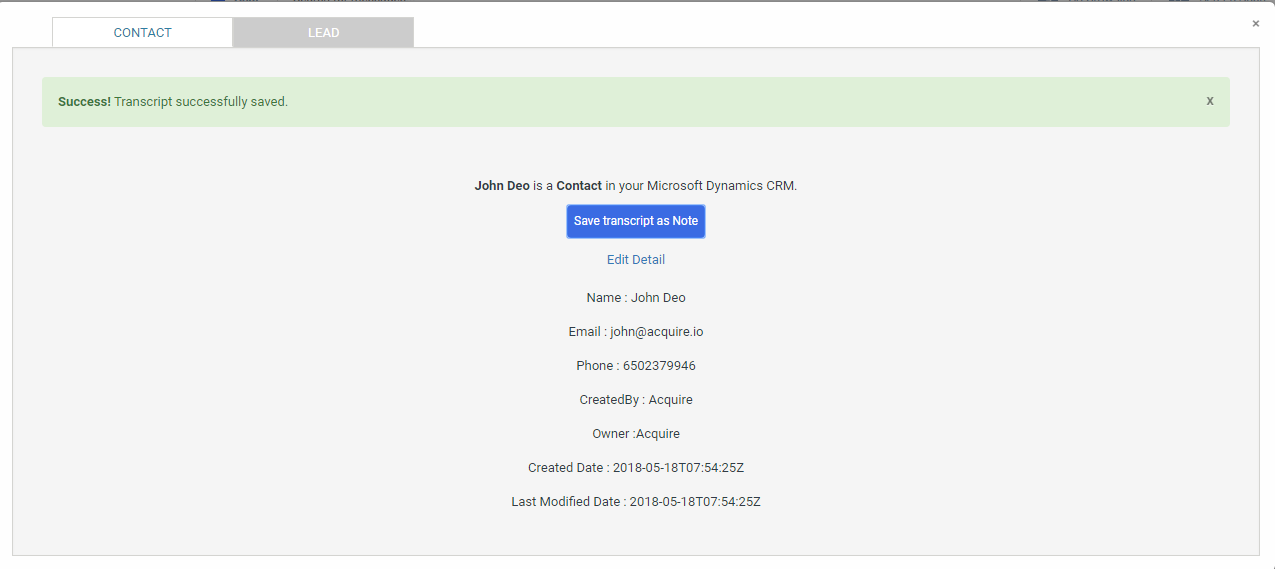 CONTACT
LEAD
×
Success! Transcript successfully saved.
x
John Deo is a Contact in your Microsoft Dynamics CRM.
Save transcript as Note
Edit Detail
Name : John Deo
Email : john@acquire.io
Phone : 6502379946
CreatedBy : Acquire
Owner :Acquire
Created Date : 2018-05-18T07:54:25Z
Last Modified Date : 2018-05-18T07:54:25Z